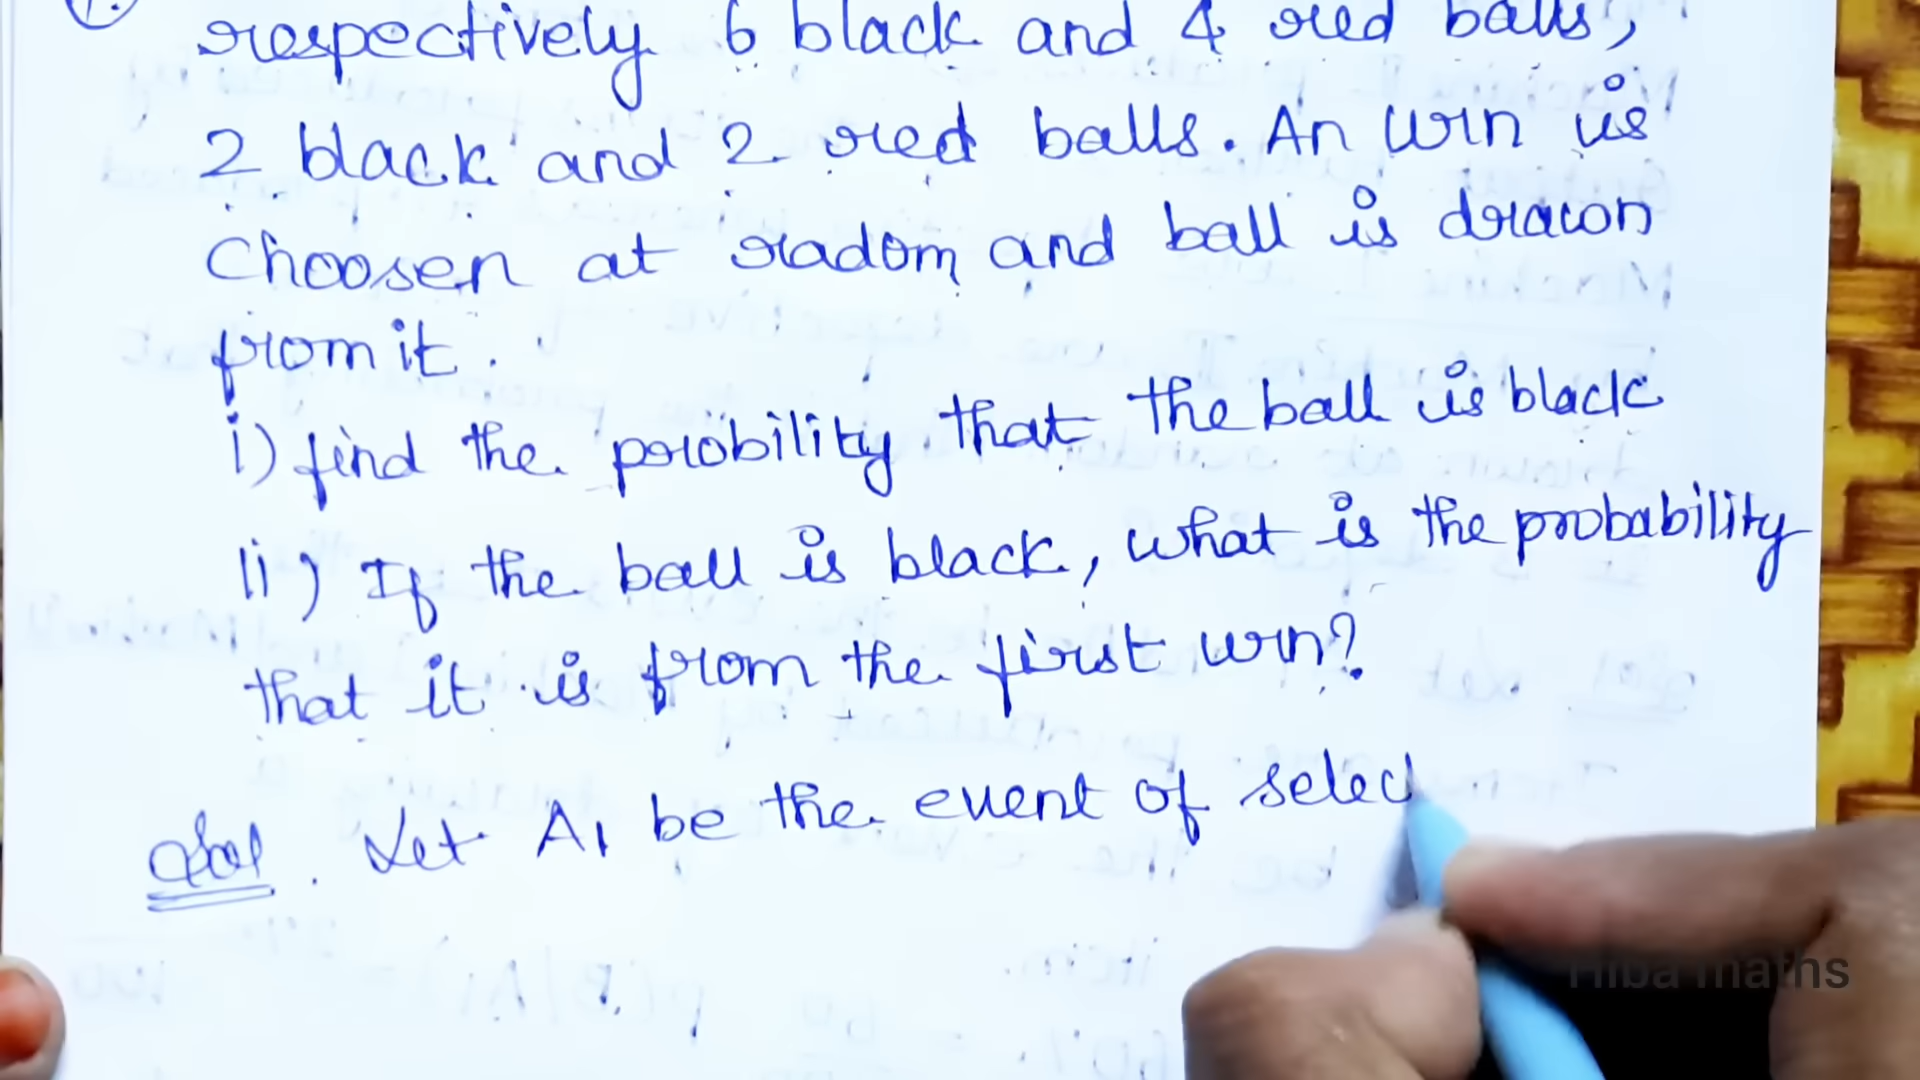 1.
respectively 6 black and 4 red balls,
2 black and 2 red balls. An urn is
choosen at radom and ball is drawn
from it.
i) find the probility that the ball is black
ii) If the ball is black, what is the probability
that it is from the first urn?
Sol. Let A1 be the event of selec
Hiba maths